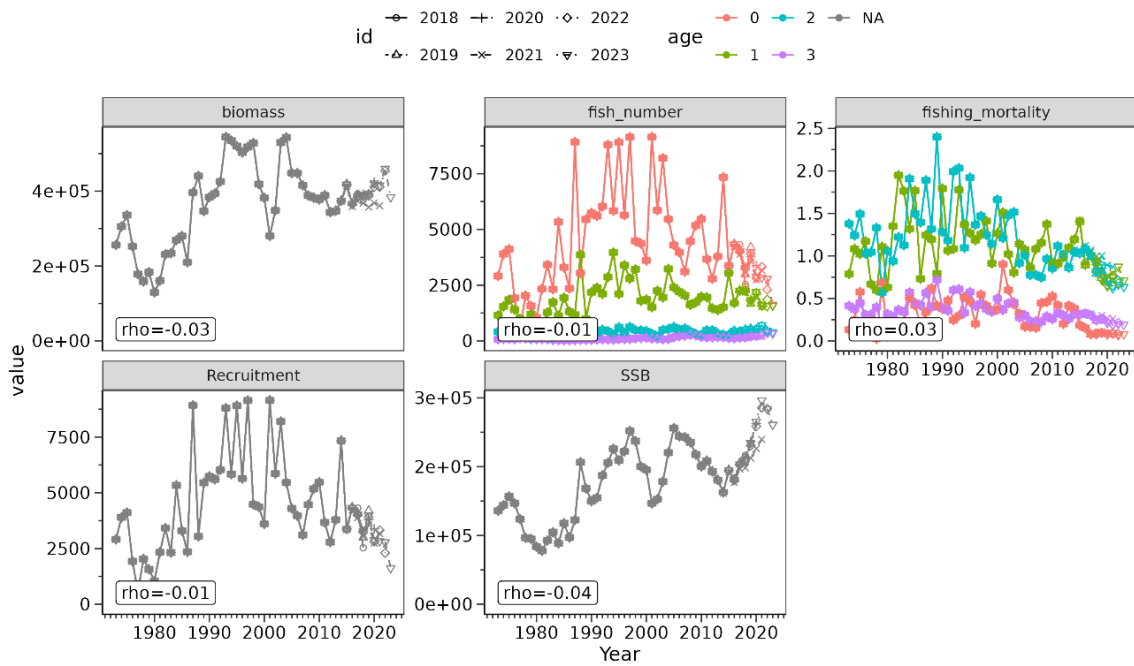 2018 2020 2022 0 2 NA
id age
2019 2021 2023 1 3
biomass fish_number fishing_mortality
4e+05
2e+05
0e+00
rho=-0.03
7500
5000
2500
0
rho=-0.01
2.5
2.0
1.5
1.0
0.5
0.0
rho=0.03
1980 1990 2000 2010 2020
value
Recruitment SSB
7500
5000
2500
0
rho=-0.01
3e+05
2e+05
1e+05
0e+00
rho=-0.04
1980 1990 2000 2010 2020 1980 1990 2000 2010 2020
Year